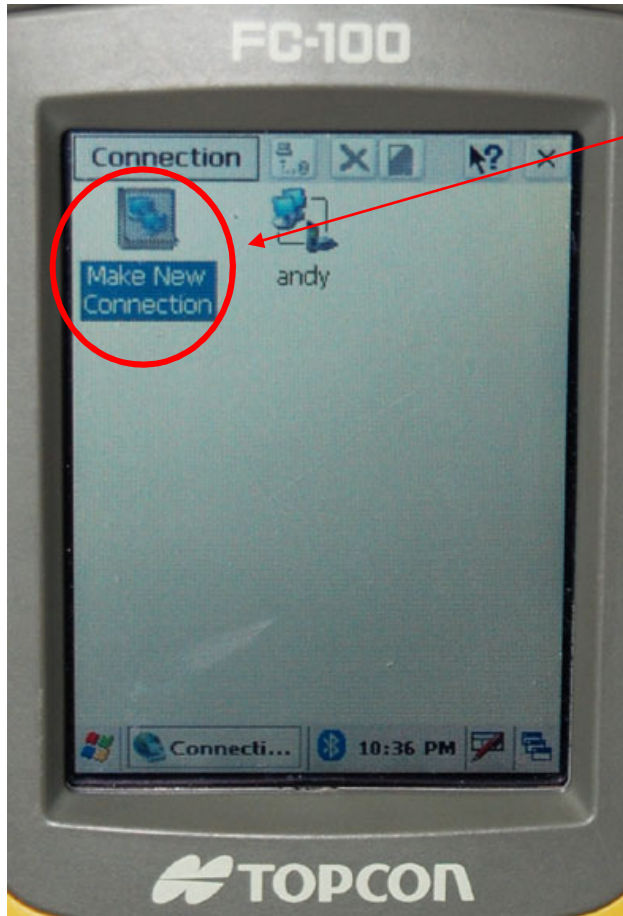 FC-100
Connection
?
Make New
Connection
andy
Connecti...
10:36 PM
TOPCON